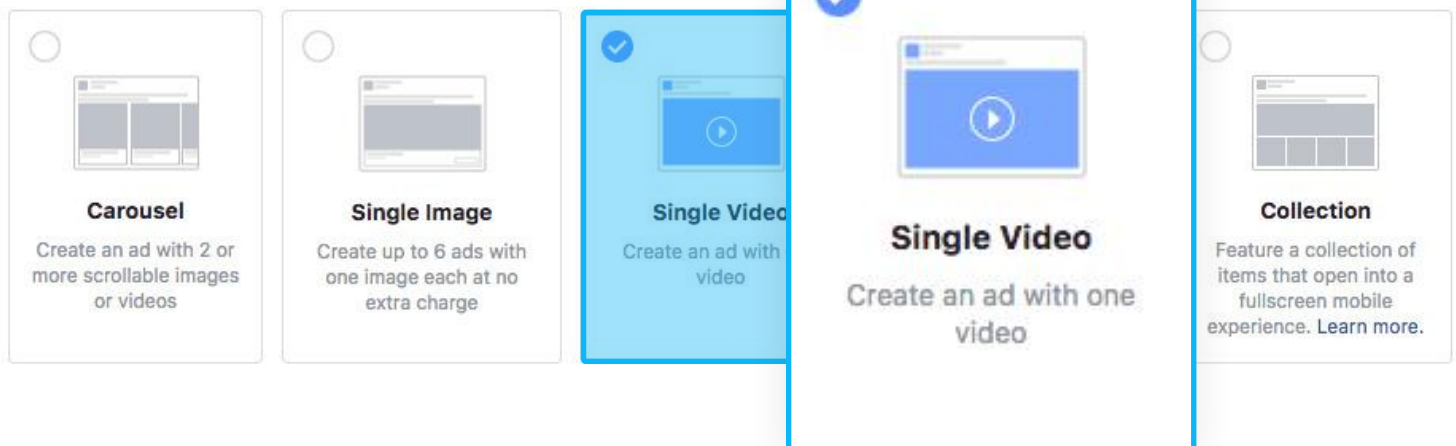 Carousel
Create an ad with 2 or
more scrollable images
or videos
Single Image
Create up to 6 ads with
one image each at no
extra charge
Single Video
Create an ad with
video
Single Video
Create an ad with one
video
Collection
Feature a collection of
items that open into a
fullscreen mobile
experience. Learn more.